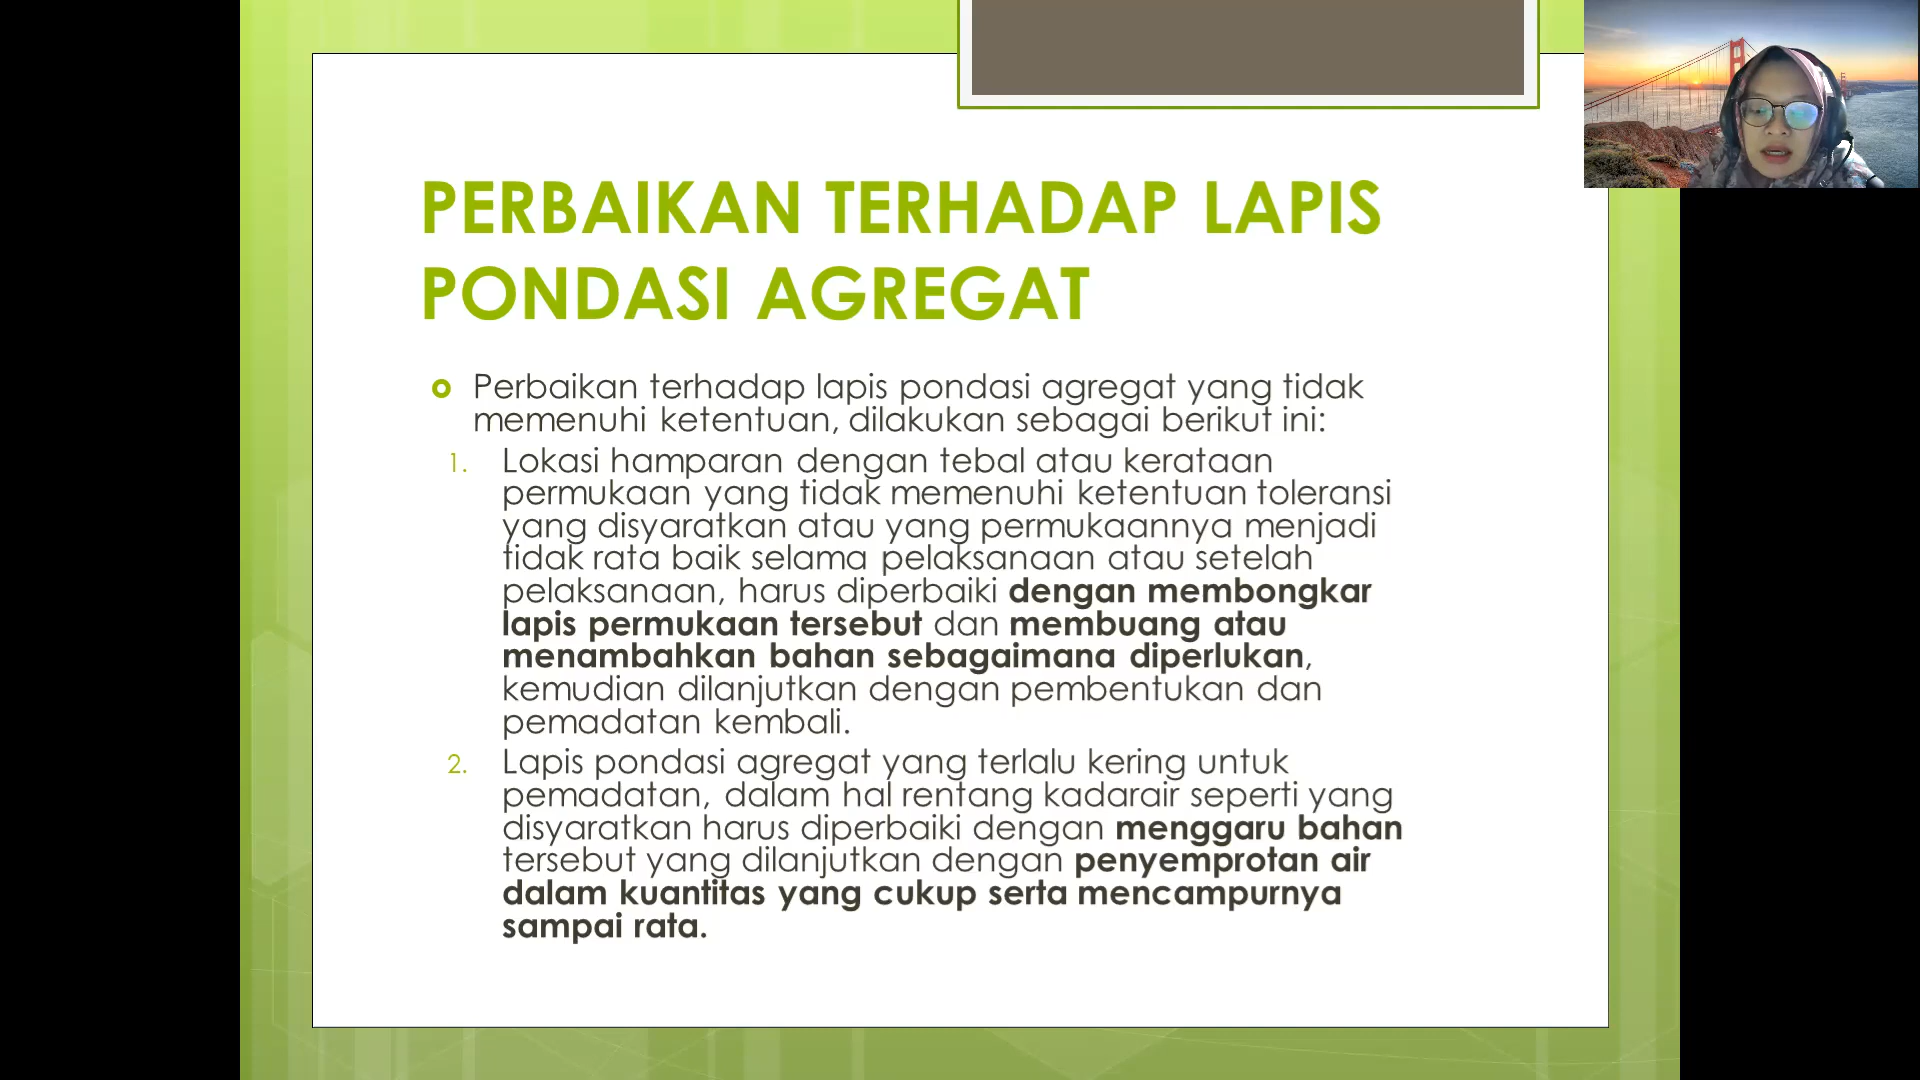 PERBAIKAN TERHADAP LAPIS
PONDASI AGREGAT
Perbaikan terhadap lapis pondasi agregat yang tidak
memenuhi ketentuan, dilakukan sebagai berikut ini:
1. Lokasi hamparan dengan tebal atau kerataan
permukaan yang tidak memenuhi ketentuan toleransi
yang disyaratkan atau yang permukaannya menjadi
tidak rata baik selama pelaksanaan atau setelah
pelaksanaan, harus diperbaiki dengan membongkar
lapis permukaan tersebut dan membuang atau
menambahkan bahan sebagaimana diperlukan,
kemudian dilanjutkan dengan pembentukan dan
pemadatan kembali.
2. Lapis pondasi agregat yang terlalu kering untuk
pemadatan, dalam hal rentang kadarair seperti yang
disyaratkan harus diperbaiki dengan menggaru bahan
tersebut yang dilanjutkan dengan penyemprotan air
dalam kuantitas yang cukup serta mencampurnya
sampai rata.